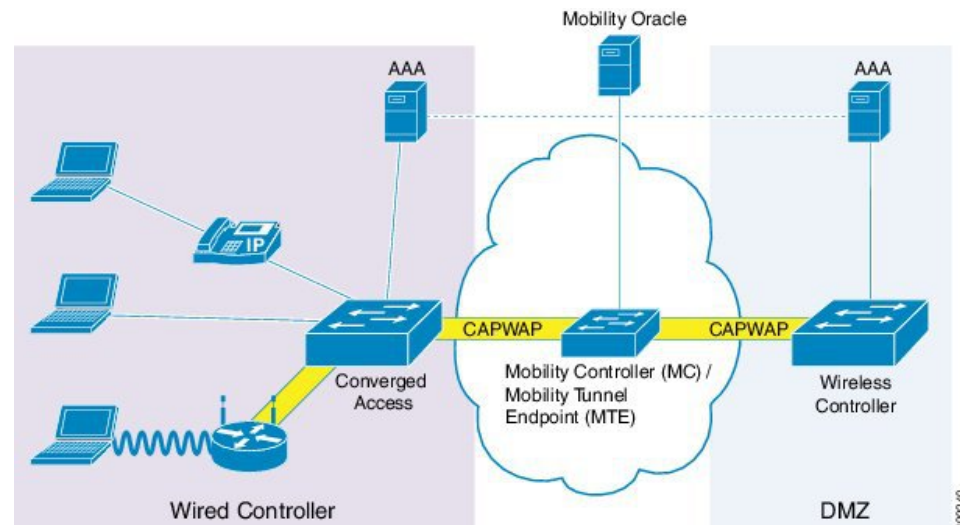 Mobility Oracle
AAA
AAA
IP
CAPWAP
CAPWAP
Converged
Access
Mobility Controller (MC) /
Mobility Tunnel
Endpoint (MTE)
Wireless
Controller
Wired Controller
DMZ